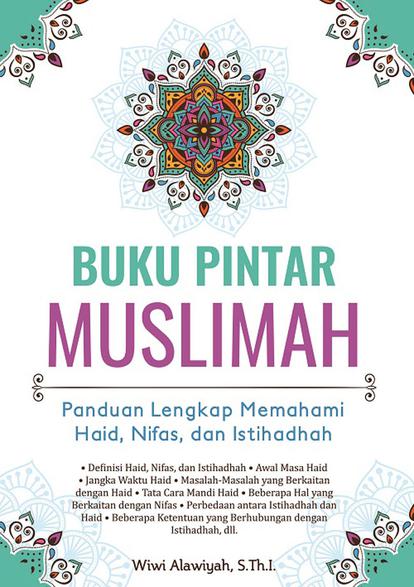 BUKU PINTAR
MUSLIMAH
Panduan Lengkap Memahami
Haid, Nifas, dan Istihadhah
• Definisi Haid, Nifas, dan Istihadhah • Awal Masa Haid
• Jangka Waktu Haid • Masalah-Masalah yang Berkaitan
dengan Haid • Tata Cara Mandi Haid • Beberapa Hal yang
Berkaitan dengan Nifas • Perbedaan antara Istihadhah dan
Haid • Beberapa Ketentuan yang Berhubungan dengan
Istihadhah, dll.
Wiwi Alawiyah, S.Th.I.